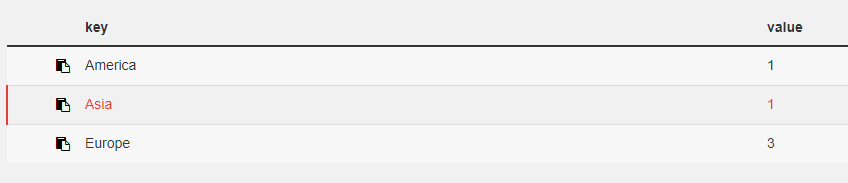 key value
America 1
Asia 1
Europe 3